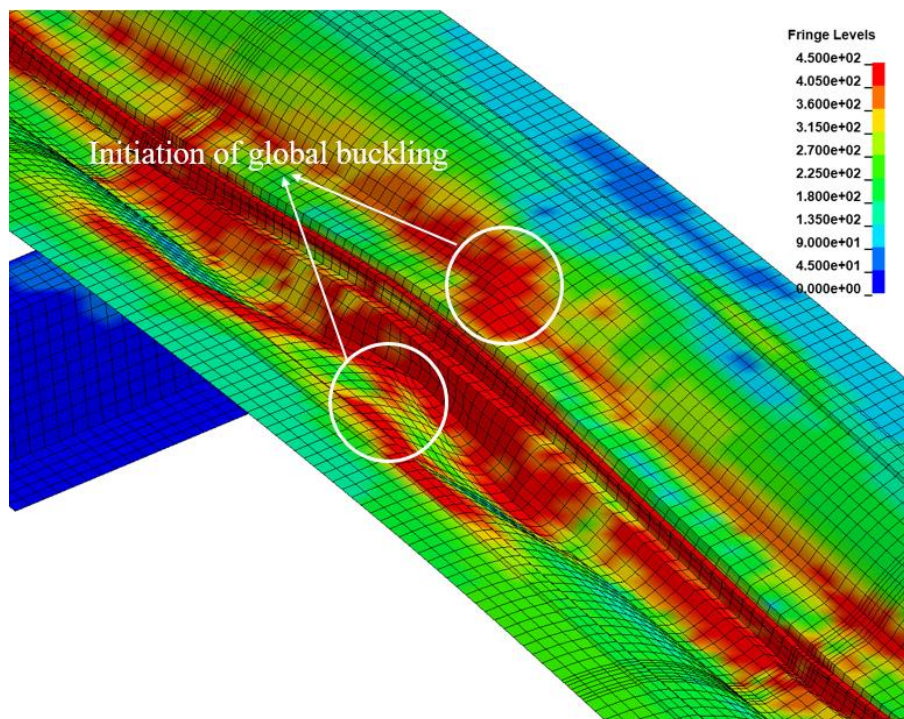 Fringe Levels
4.500e+02
4.050e+02
3.600e+02
3.150e+02
2.700e+02
2.250e+02
1.800e+02
1.350e+02
9.000e+01
4.500e+01
0.000e+00
Initiation of global buckling